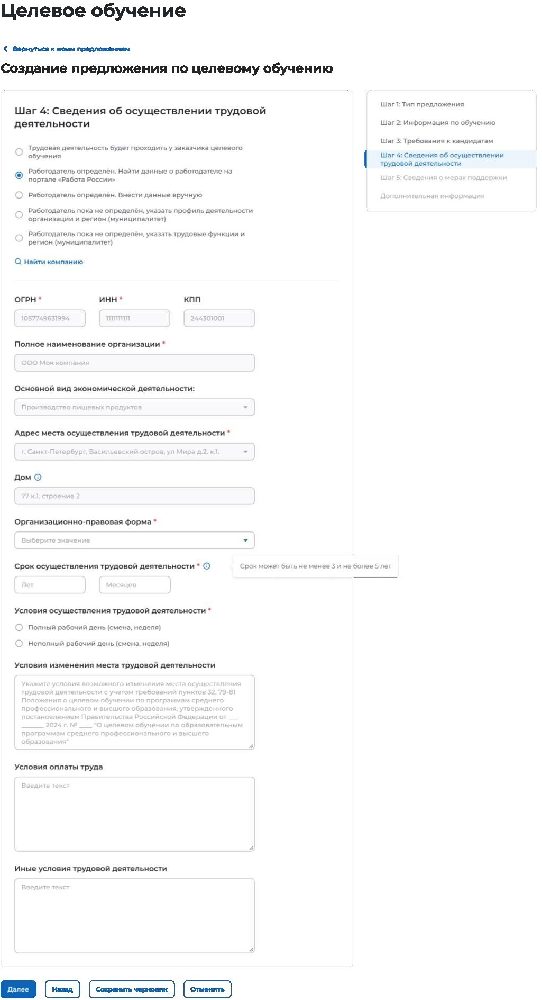 Целевое обучение
Вернуться к моим предложениям
Создание предложения по целевому обучению
Шаг 4: Сведения об осуществлении трудовой
деятельности
Трудовая деятельность будет проходить у заказчика целевого
обучения
Работодатель определён. Найти данные о работодателе на
портале «Работа России»
Работодатель определён. Внести данные вручную
Работодатель пока не определён, указать профиль деятельности
организации и регион (муниципалитет)
Работодатель пока не определён, указать трудовые функции и
регион (муниципалитет)
Найти компанию
ОГРН * ИНН * КПП
1057749631994 1111111111 244301001
Полное наименование организации *
ООО Моя компания
Основной вид экономической деятельности:
Производство пищевых продуктов
Адрес места осуществления трудовой деятельности *
г. Санкт-Петербург, Васильевский остров, ул Мира д.2. к.1.
Дом
77 к.1. строение 2
Организационно-правовая форма *
Выберите значение
Срок осуществления трудовой деятельности *
Срок может быть не менее 3 и не более 5 лет
Лет Месяцев
Условия осуществления трудовой деятельности *
Полный рабочий день (смена, неделя)
Неполный рабочий день (смена, неделя)
Условия изменения места трудовой деятельности
Укажите условия возможного изменения места осуществления
трудовой деятельности с учетом требований пунктов 32, 79-81
Положения о целевом обучении по программам среднего
профессионального и высшего образования, утвержденного
постановлением Правительства Российской Федерации от ___
_______ 2024 г. № ____ "О целевом обучении по образовательным
программам среднего профессионального и высшего
образования"
Условия оплаты труда
Введите текст
Иные условия трудовой деятельности
Введите текст
Далее Назад Сохранить черновик Отменить
Шаг 1: Тип предложения
Шаг 2: Информация по обучению
Шаг 3: Требования к кандидатам
Шаг 4: Сведения об осуществлении
трудовой деятельности
Шаг 5: Сведения о мерах поддержки
Дополнительная информация